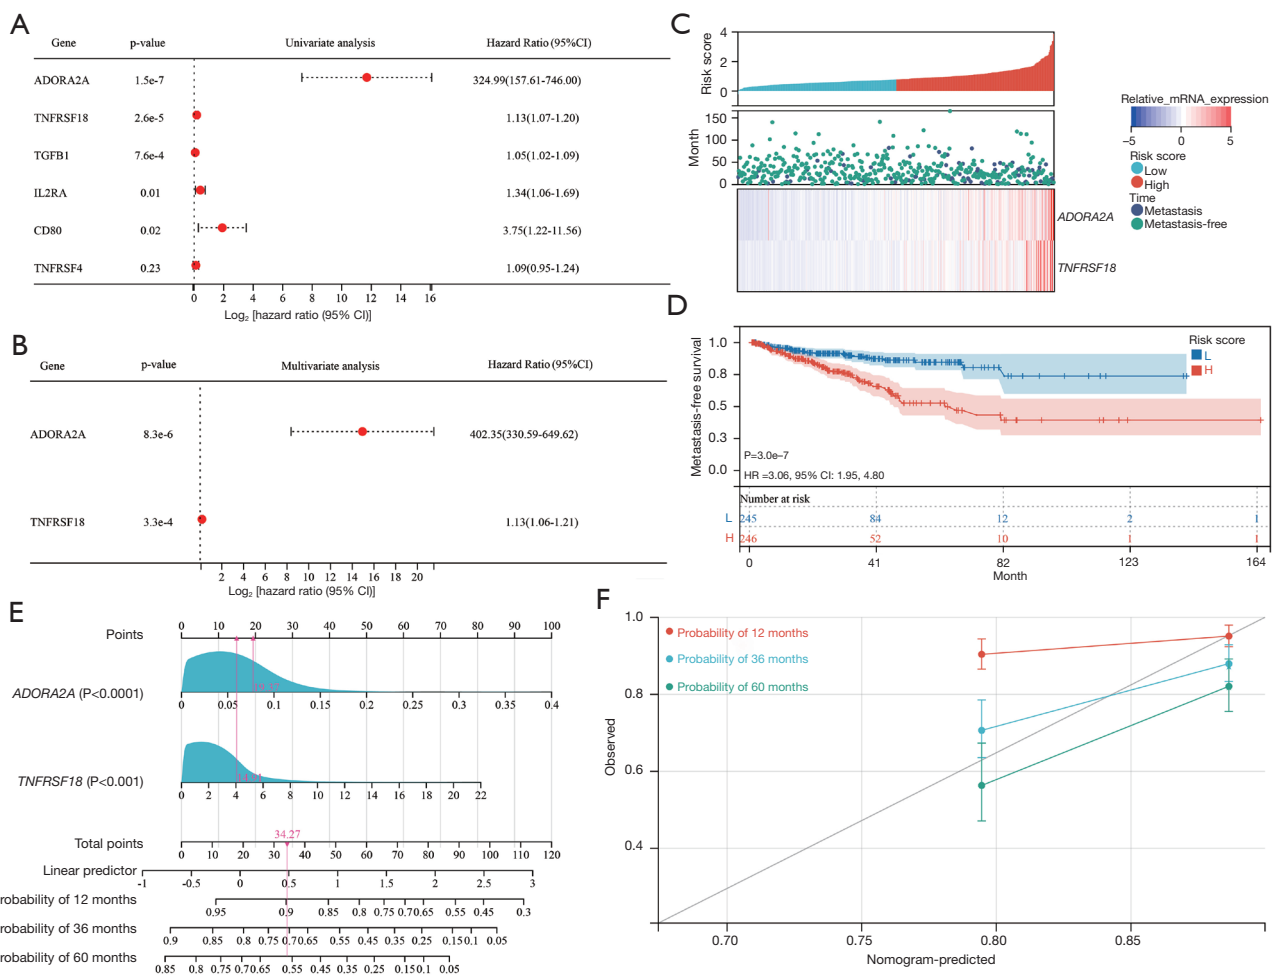 A
Gene p-value Univariate analysis Hazard Ratio (95%CI)
ADORA2A 1.5e-7 324.99(157.61-746.00)
TNFRSF18 2.6e-5 1.13(1.07-1.20)
TGFB1 7.6e-4 1.05(1.02-1.09)
IL2RA 0.01 1.34(1.06-1.69)
CD80 0.02 3.75(1.22-11.56)
TNFRSF4 0.23 1.09(0.95-1.24)
0 2 4 6 8 10 12 14 16
Log2 [hazard ratio (95% CI)]
B
Gene p-value Multivariate analysis Hazard Ratio (95%CI)
ADORA2A 8.3e-6 402.35(330.59-649.62)
TNFRSF18 3.3e-4 1.13(1.06-1.21)
2 4 6 8 10 12 14 16 18 20
Log2 [hazard ratio (95% CI)]
C
Risk score
4
2
0
Month
150
100
50
0
ADORA2A
TNFRSF18
Relative_mRNA_expression
-5 0 5
Risk score
Low
High
Time
Metastasis
Metastasis-free
D
Metastasis-free survival
1.0
0.8
0.5
0.3
0.0
Risk score
L
H
P=3.0e–7
HR =3.06, 95% CI: 1.95, 4.80
Number at risk
L 245 84 12 2 1
H 246 52 10 1 1
0 41 82 123 164
Month
E
Points 0 10 20 30 40 50 60 70 80 90 100
ADORA2A (P<0.0001)
0 0.05 0.1 0.15 0.2 0.25 0.3 0.35 0.4
TNFRSF18 (P<0.001)
0 2 4 6 8 10 12 14 16 18 20 22
34.27
Total points
0 10 20 30 40 50 60 70 80 90 100 110 120
Linear predictor
-1 -0.5 0 0.5 1 1.5 2 2.5 3
robability of 12 months
0.95 0.9 0.85 0.8 0.75 0.70 0.65 0.55 0.45 0.3
robability of 36 months
0.9 0.85 0.8 0.75 0.70 0.65 0.55 0.45 0.35 0.25 0.15 0.1 0.05
robability of 60 months
0.85 0.8 0.75 0.70 0.65 0.55 0.45 0.35 0.25 0.15 0.1 0.05
F
Observed
1.0
0.8
0.6
0.4
Probability of 12 months
Probability of 36 months
Probability of 60 months
0.70 0.75 0.80 0.85
Nomogram-predicted